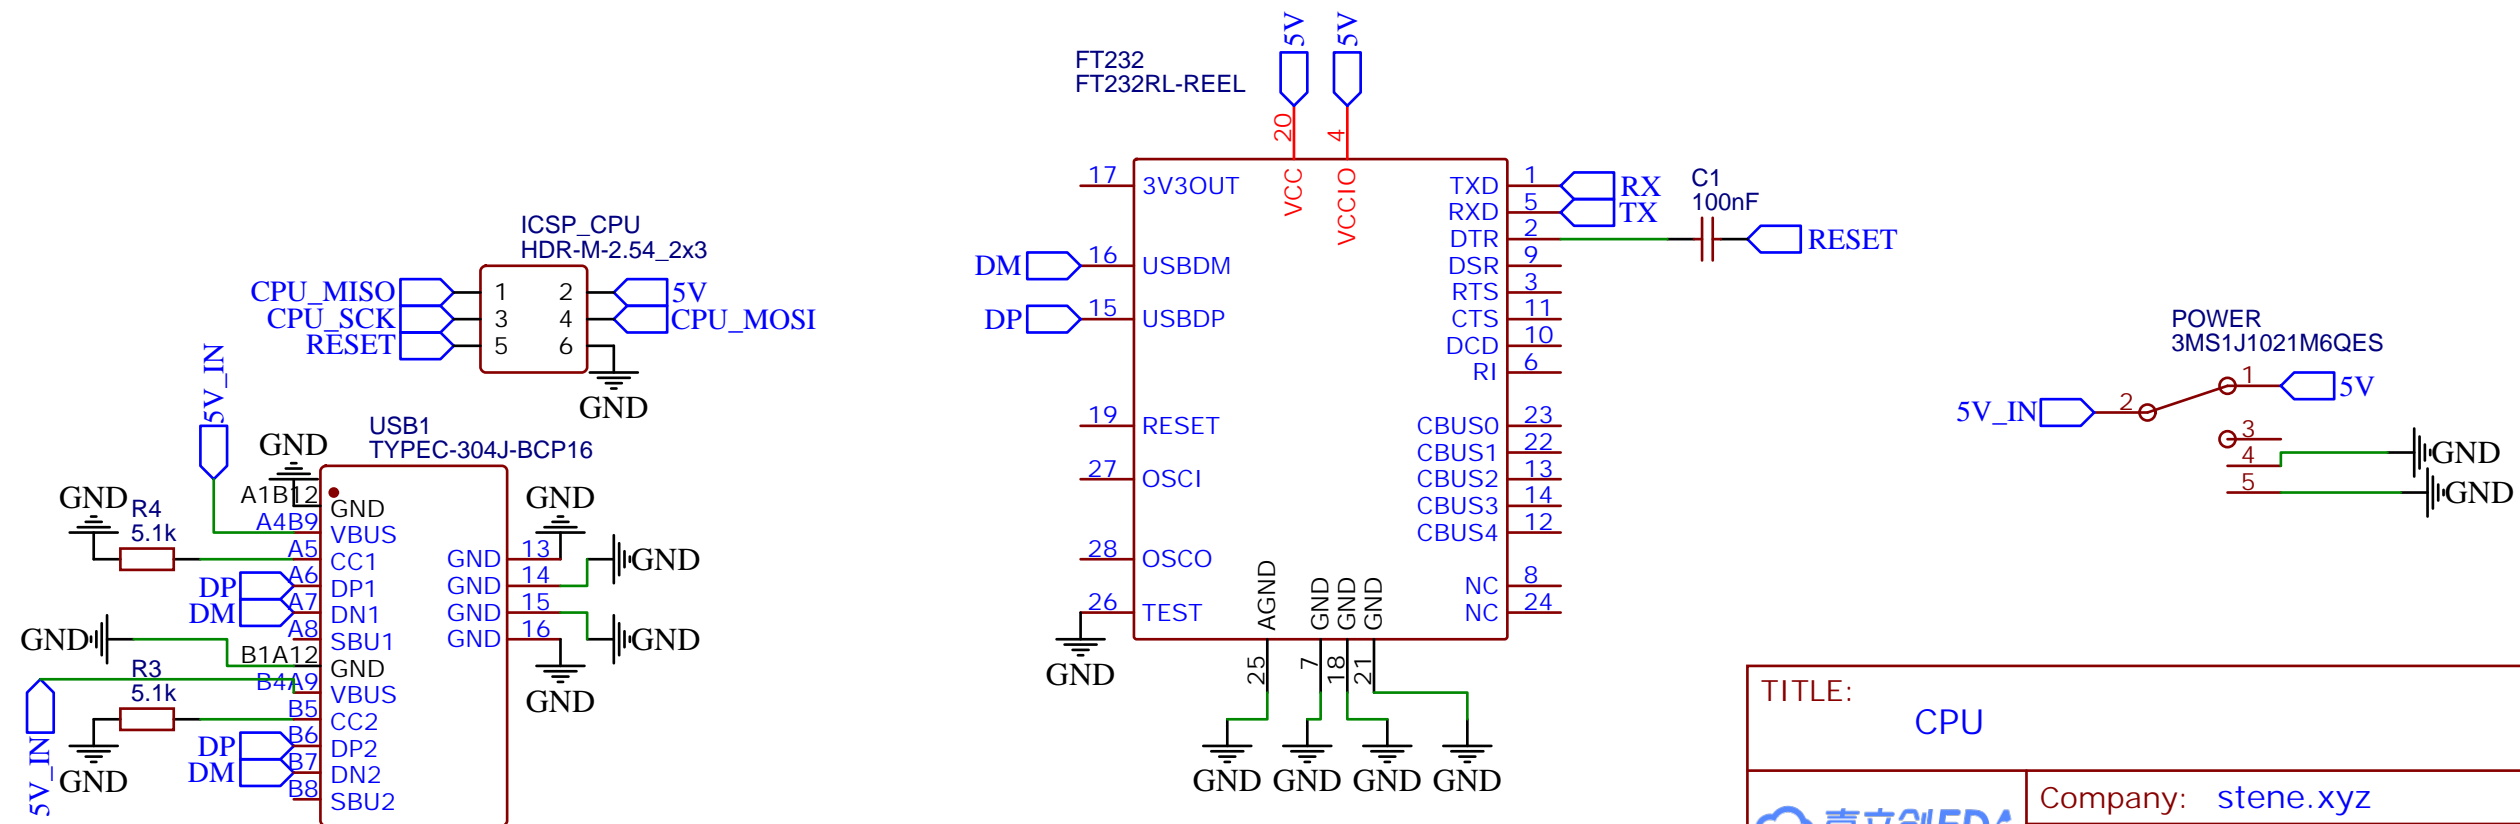 5V
5V
FT232
FT232RL-REEL
20
4
VCC
VCCIO
17
3V3OUT
TXD
1
RX
RXD
5
TX
DTR
2
C1
100nF
RESET
DM
16
USBDM
DSR
9
RTS
3
DP
15
USBDP
CTS
11
DCD
10
RI
6
19
RESET
CBUS0
23
CBUS1
22
27
OSCI
CBUS2
13
CBUS3
14
CBUS4
12
28
OSCO
NC
8
26
TEST
NC
24
GND
AGND
GND
GND
GND
25
7
18
21
GND
GND
GND
GND
ICSP_CPU
HDR-M-2.54_2x3
CPU_MISO
1
2
5V
CPU_SCK
3
4
CPU_MOSI
RESET
5
6
GND
5V_IN
USB1
TYPEC-304J-BCP16
GND
A1B12
GND
A4B9
VBUS
GND
R4
5.1k
A5
CC1
DP
A6
DP1
DM
A7
DN1
A8
SBU1
GND
B1A12
GND
R3
5.1k
B4A9
VBUS
5V_IN
B5
CC2
GND
DP
B6
DP2
DM
B7
DN2
B8
SBU2
GND
GND
13
GND
14
GND
GND
15
GND
GND
16
GND
POWER
3MS1J1021M6QES
5V_IN
2
1
5V
3
4
GND
5
GND
TITLE:
CPU
嘉立创EDA
Company: stene.xyz